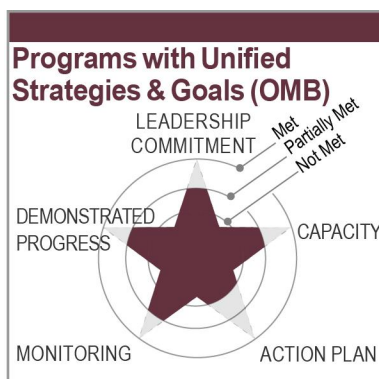 Programs with Unified
Strategies & Goals (OMB)
LEADERSHIP
COMMITMENT
Met
Partially Met
Not Met
DEMONSTRATED
PROGRESS
CAPACITY
MONITORING
ACTION PLAN